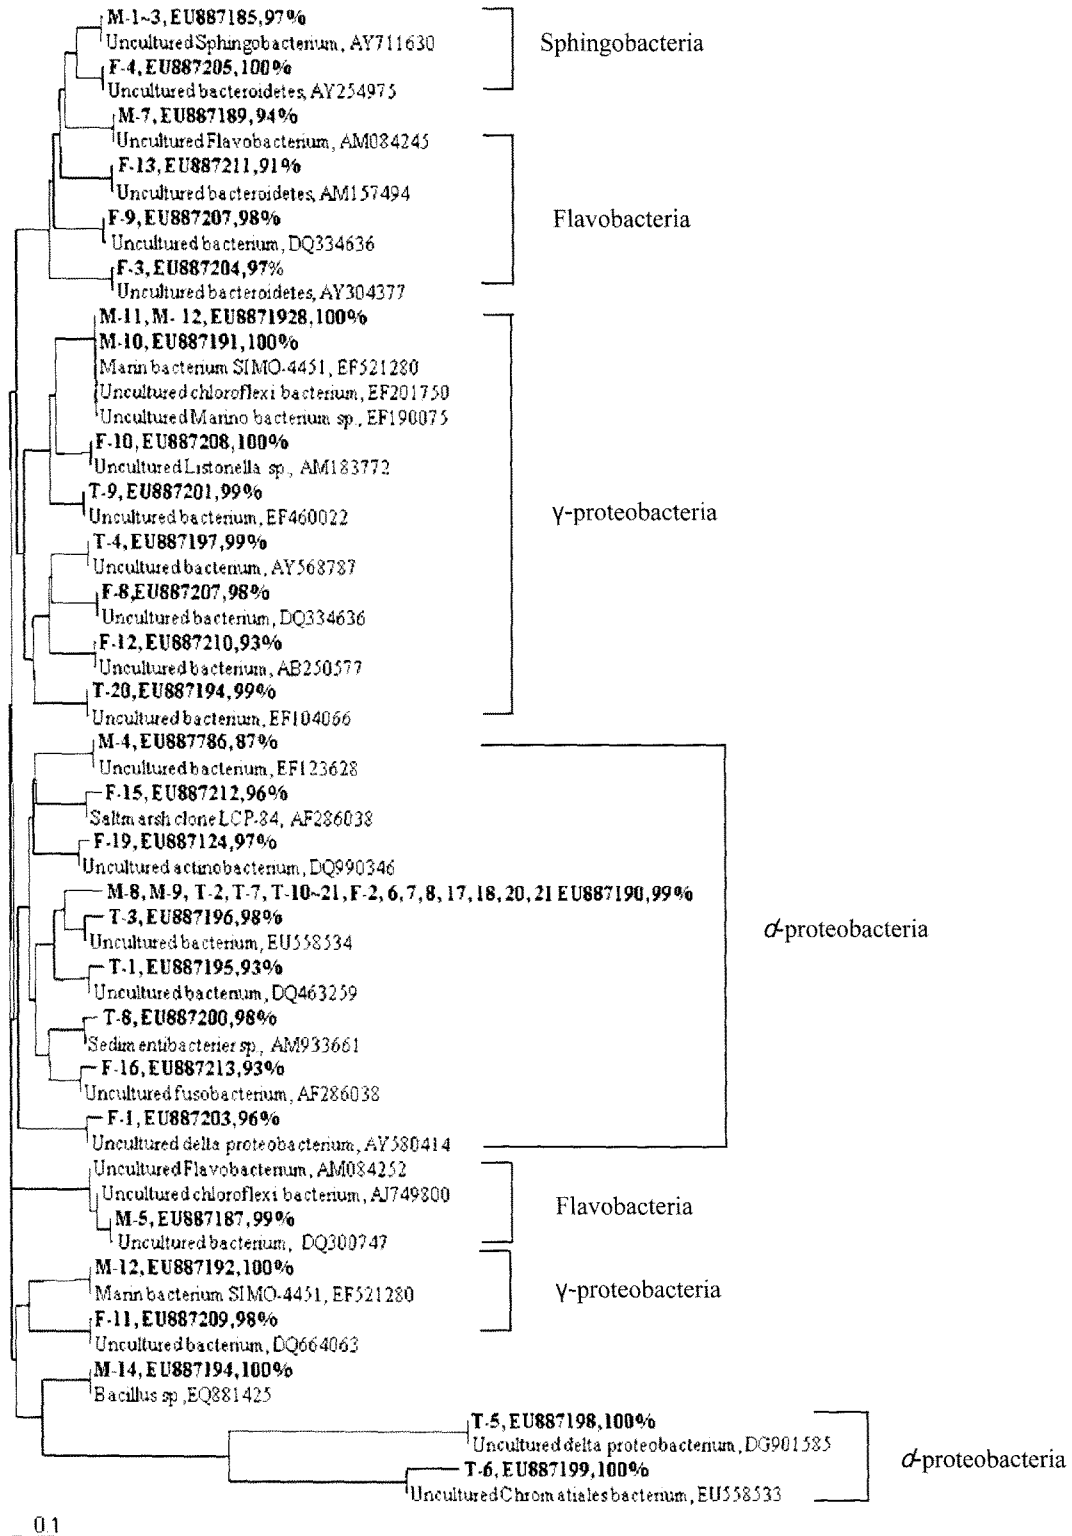 M-1~3, EU887185, 97%
Uncultured Sphingobacterium, AY711630
Sphingobacteria
F-4, EU887205, 100%
Uncultured bacteroidetes, AY254975
M-7, EU887189, 94%
Uncultured Flavobacterium, AM084245
F-13, EU887211, 91%
Uncultured bacteroidetes, AM157494
F-9, EU887207, 98%
Flavobacteria
Uncultured bacterium, DQ334636
F-3, EU887204, 97%
Uncultured bacteroidetes, AY304377
M-11, M- 12, EU8871928, 100%
M-10, EU887191, 100%
Marin bacterium SIMO-4451, EF521280
Uncultured chloroflexi bacterium, EF201750
Uncultured Marino bacterium sp., EF190075
F-10, EU887208, 100%
Uncultured Listonella sp., AM183772
T-9, EU887201, 99%
γ-proteobacteria
Uncultured bacterium, EF460022
T-4, EU887197, 99%
Uncultured bacterium, AY568787
F-8, EU887207, 98%
Uncultured bacterium, DQ334636
F-12, EU887210, 93%
Uncultured bacterium, AB250577
T-20, EU887194, 99%
Uncultured bacterium, EF104066
M-4, EU887786, 87%
Uncultured bacterium, EF123628
F-15, EU887212, 96%
Saltmarsh clone LCP-84, AF286038
F-19, EU887124, 97%
Uncultured actinobacterium, DQ990346
M-8, M-9, T-2, T-7, T-10~21, F-2, 6, 7, 8, 17, 18, 20, 21 EU887190, 99%
T-3, EU887196, 98%
ɑ-proteobacteria
Uncultured bacterium, EU558534
T-1, EU887195, 93%
Uncultured bacterium, DQ463259
T-8, EU887200, 98%
Sedimentibacterier sp., AM933661
F-16, EU887213, 93%
Uncultured fusobacterium, AF286038
F-1, EU887203, 96%
Uncultured delta proteobacterium, AY580414
Uncultured Flavobacterium, AM084252
Uncultured chloroflexi bacterium, AJ749800
Flavobacteria
M-5, EU887187, 99%
Uncultured bacterium, DQ300747
M-12, EU887192, 100%
γ-proteobacteria
Marin bacterium SIMO-4451, EF521280
F-11, EU887209, 98%
Uncultured bacterium, DQ664063
M-14, EU887194, 100%
Bacillus sp., EQ881425
T-5, EU887198, 100%
Uncultured delta proteobacterium, DG901585
ɑ-proteobacteria
T-6, EU887199, 100%
Uncultured Chromatiales bacterium, EU558533
0.1